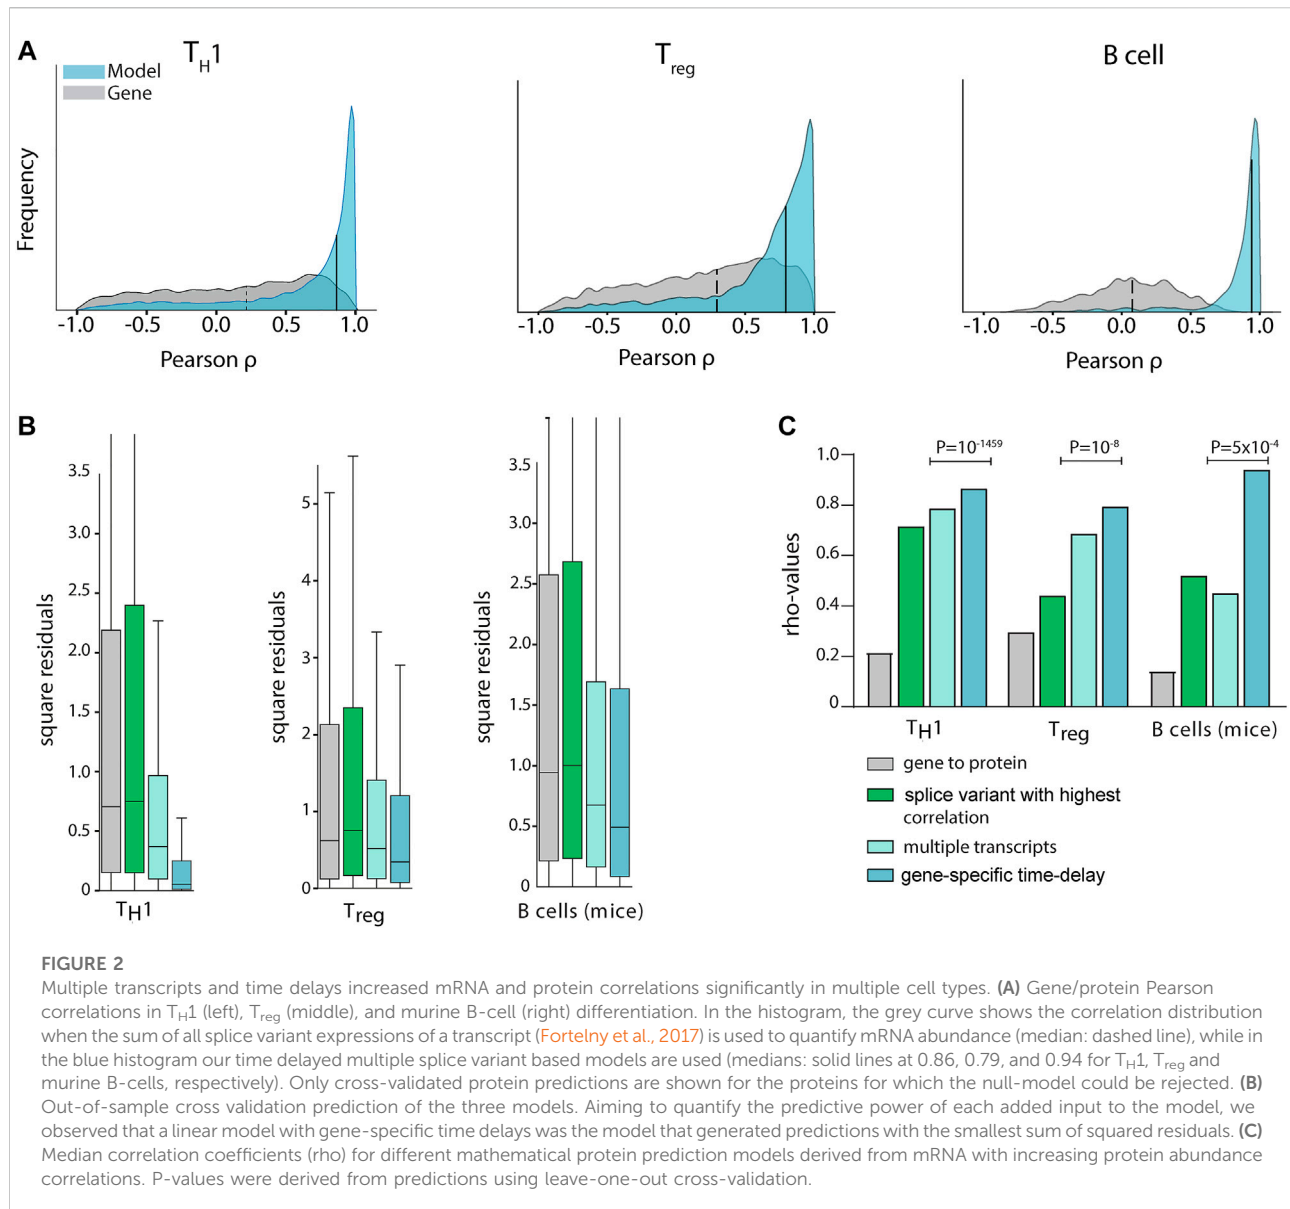 A
T_H1
Model
Gene
Frequency
-1.0 -0.5 0.0 0.5 1.0
Pearson ρ
T_reg
-1.0 -0.5 0.0 0.5 1.0
Pearson ρ
B cell
-1.0 -0.5 0.0 0.5 1.0
Pearson ρ
B
square residuals
3.5
2.0
1.5
1.0
0.5
0
T_H1
square residuals
5
4
3
2
1
0
T_reg
square residuals
3.5
3.0
2.5
2.0
1.5
1.0
0.5
0
B cells (mice)
C
rho-values
1.0
0.8
0.6
0.4
0.2
0
P=10^-1459
P=10^-8
P=5x10^-4
T_H1
T_reg
B cells (mice)
gene to protein
splice variant with highest
correlation
multiple transcripts
gene-specific time-delay
FIGURE 2
Multiple transcripts and time delays increased mRNA and protein correlations significantly in multiple cell types. (A) Gene/protein Pearson
correlations in T_H1 (left), T_reg (middle), and murine B-cell (right) differentiation. In the histogram, the grey curve shows the correlation distribution
when the sum of all splice variant expressions of a transcript (Fortelny et al., 2017) is used to quantify mRNA abundance (median: dashed line), while in
the blue histogram our time delayed multiple splice variant based models are used (medians: solid lines at 0.86, 0.79, and 0.94 for T_H1, T_reg and
murine B-cells, respectively). Only cross-validated protein predictions are shown for the proteins for which the null-model could be rejected. (B)
Out-of-sample cross validation prediction of the three models. Aiming to quantify the predictive power of each added input to the model, we
observed that a linear model with gene-specific time delays was the model that generated predictions with the smallest sum of squared residuals. (C)
Median correlation coefficients (rho) for different mathematical protein prediction models derived from mRNA with increasing protein abundance
correlations. P-values were derived from predictions using leave-one-out cross-validation.